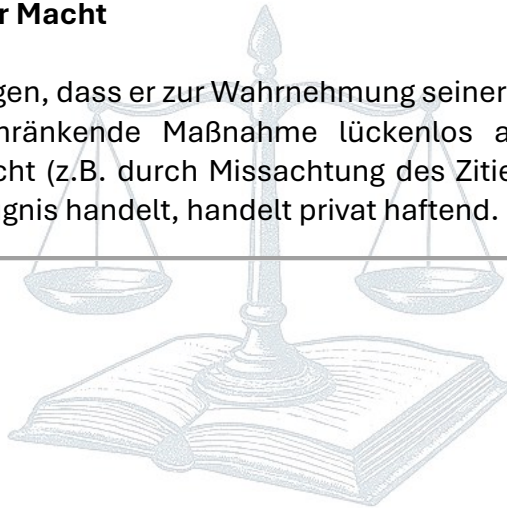 r Macht
gen, dass er zur Wahrnehmung seiner
hränkende Maßnahme lückenlos a
cht (z.B. durch Missachtung des Zitie
gnis handelt, handelt privat haftend.